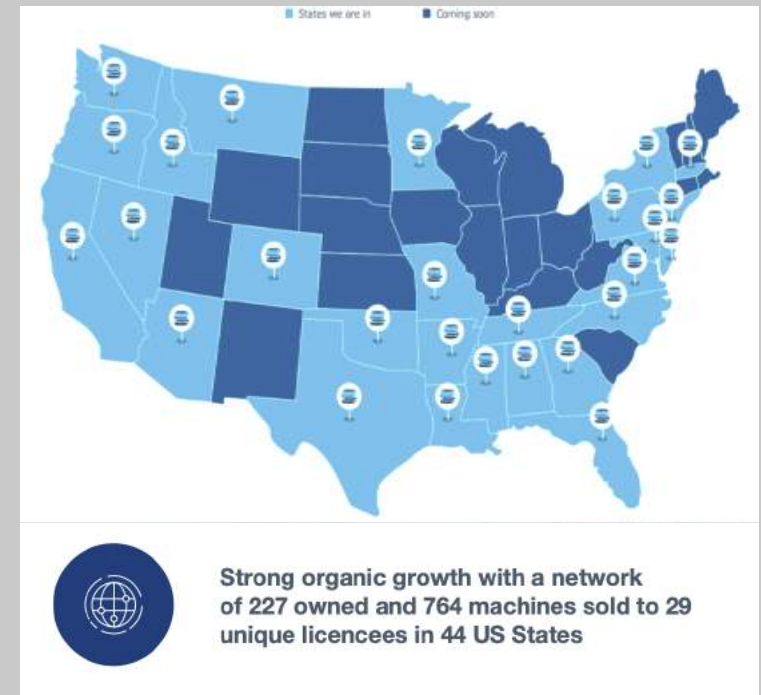 States we are in
Coming soon
Strong organic growth with a network
of 227 owned and 764 machines sold to 29
unique licencees in 44 US States